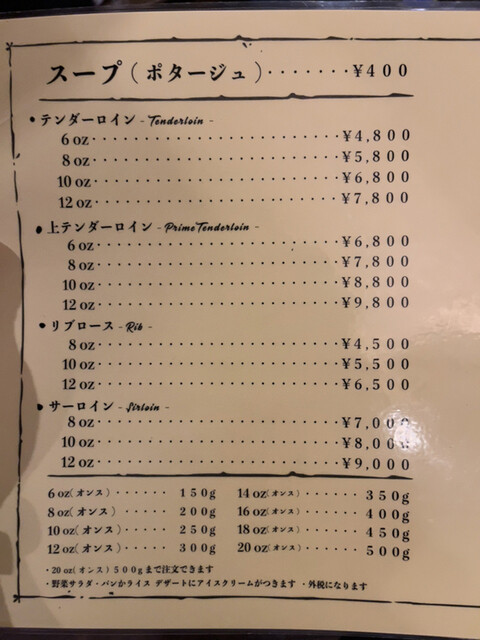 スープ(ポタージュ)・・・・・・・¥400
・テンダーロイン - Tenderloin -
6 oz・・・・・・・・・・・・・・・・・・・・・・¥4,800
8 oz・・・・・・・・・・・・・・・・・・・・・・¥5,800
10 oz・・・・・・・・・・・・・・・・・・・・・・¥6,800
12 oz・・・・・・・・・・・・・・・・・・・・・・¥7,800
・上テンダーロイン - Prime Tenderloin -
6 oz・・・・・・・・・・・・・・・・・・・・・・¥6,800
8 oz・・・・・・・・・・・・・・・・・・・・・・¥7,800
10 oz・・・・・・・・・・・・・・・・・・・・・・¥8,800
12 oz・・・・・・・・・・・・・・・・・・・・・・¥9,800
・リブロース - Rib -
8 oz・・・・・・・・・・・・・・・・・・・・・・¥4,500
10 oz・・・・・・・・・・・・・・・・・・・・・・¥5,500
12 oz・・・・・・・・・・・・・・・・・・・・・・¥6,500
・サーロイン - Sirloin -
8 oz・・・・・・・・・・・・・・・・・・・・・・¥7,000
10 oz・・・・・・・・・・・・・・・・・・・・・・¥8,000
12 oz・・・・・・・・・・・・・・・・・・・・・・¥9,000
6 oz(オンス)・・・・・・150g
8 oz(オンス)・・・・・・200g
10 oz(オンス)・・・・・・250g
12 oz(オンス)・・・・・・300g
14 oz(オンス)・・・・・・350g
16 oz(オンス)・・・・・・400g
18 oz(オンス)・・・・・・450g
20 oz(オンス)・・・・・・500g
・20 oz(オンス)500gまで注文できます
・野菜サラダ・パンかライス デザートにアイスクリームがつきます ・外税になります